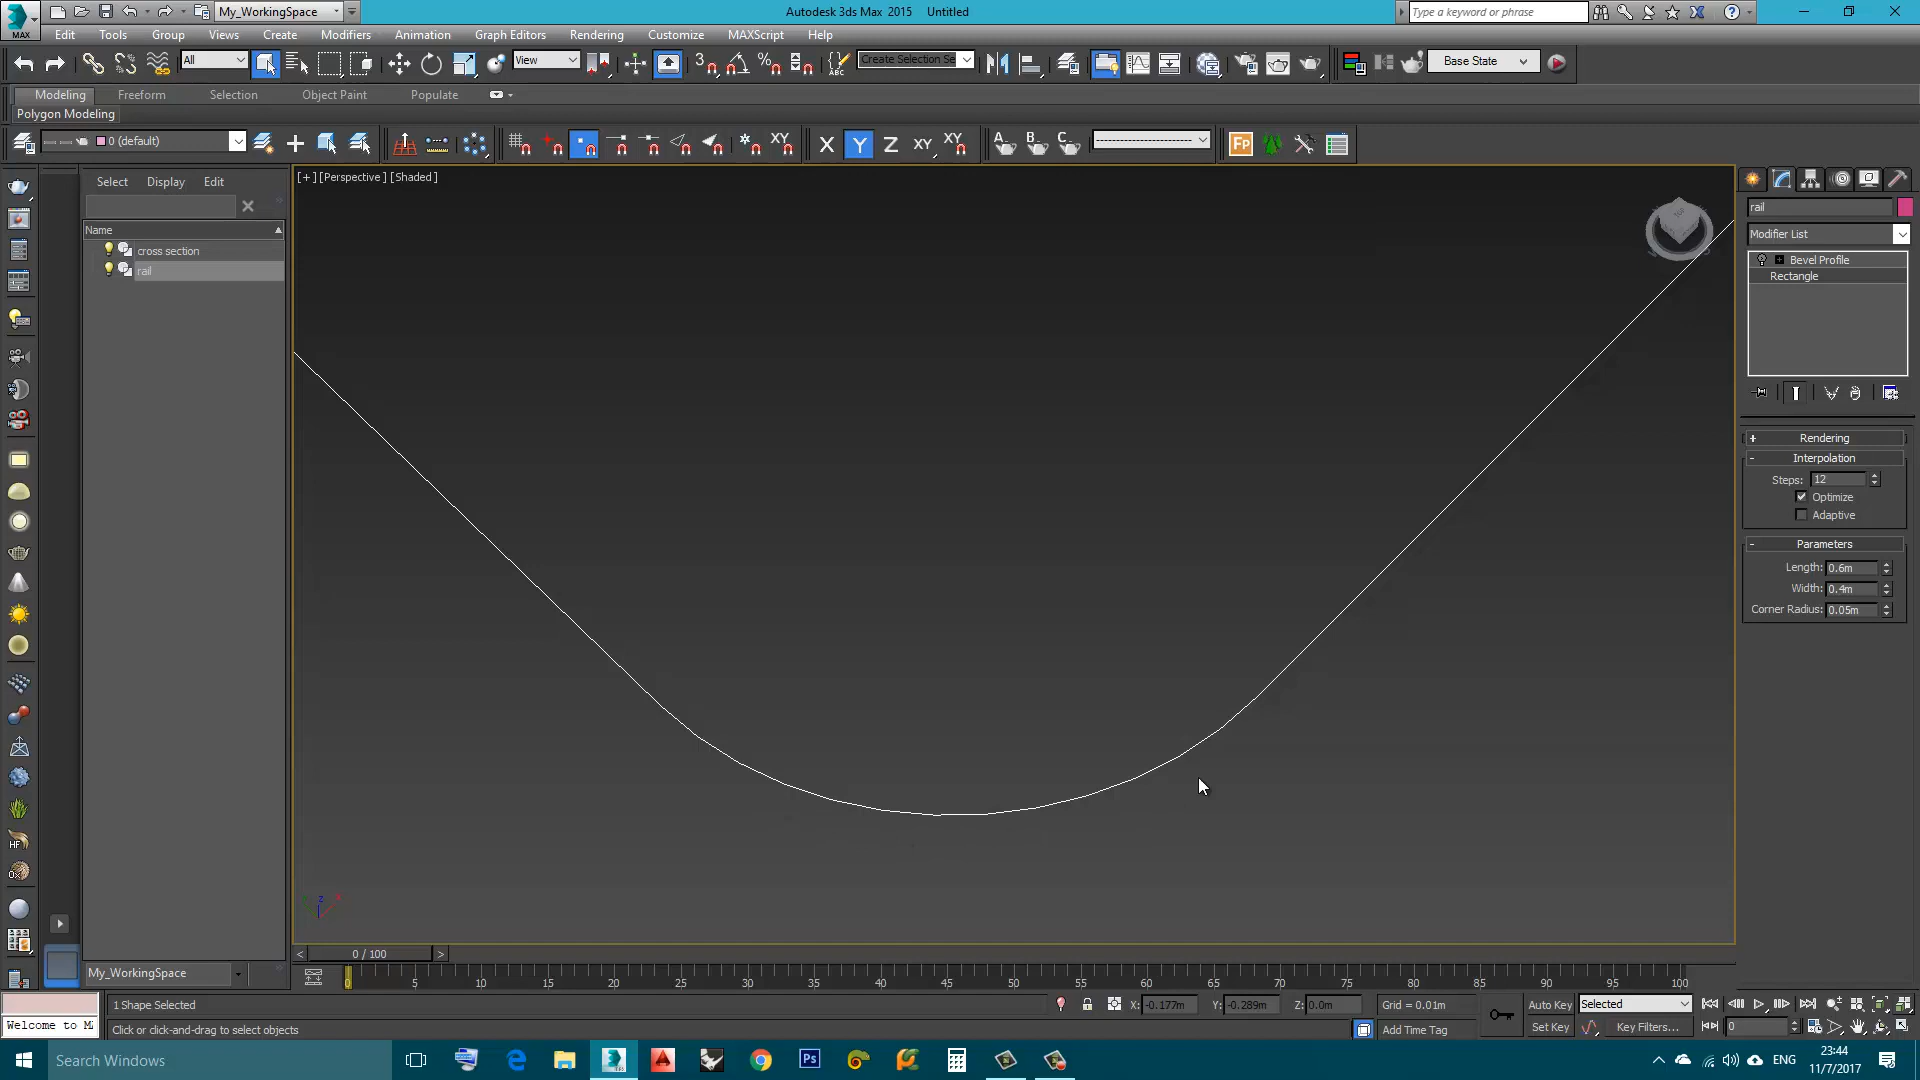 My_WorkingSpace
Autodesk 3ds Max 2015 Untitled
Type a keyword or phrase
MAX
Edit Tools Group Views Create Modifiers Animation Graph Editors Rendering Customize MAXScript Help
All
View
Create Selection Se
Base State
Modeling Freeform Selection Object Paint Populate
Polygon Modeling
0 (default)
X Y Z XY XY
A... B... C...
Fp
Select Display Edit
Name
cross section
rail
[+] [Perspective] [Shaded]
rail
Modifier List
Bevel Profile
Rectangle
+ Rendering
- Interpolation
Steps: 12
Optimize
Adaptive
- Parameters
Length: 0.6m
Width: 0.4m
Corner Radius: 0.05m
My_WorkingSpace
< 0 / 100 >
0 5 10 15 20 25 30 35 40 45 50 55 60 65 70 75 80 85 90 95 100
1 Shape Selected
X: -0.177m Y: -0.289m Z: 0.0m Grid = 0.01m
Auto Key Selected
Welcome to M
Click or click-and-drag to select objects
Add Time Tag
Set Key Key Filters...
0
Search Windows
ENG
23:44
11/7/2017